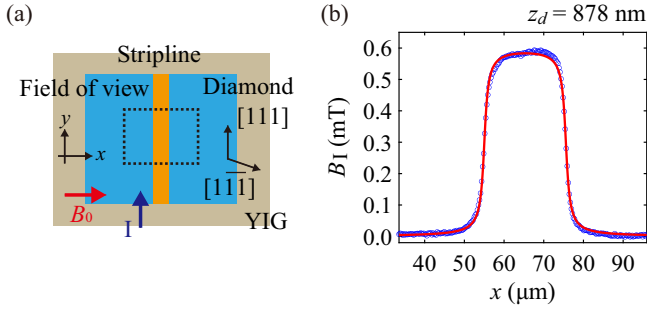 (a)
Stripline
Field of view
Diamond
[111]
y
x
[11̅1̅]
B₀
I
YIG
(b)
z_d = 878 nm
0.6
0.5
0.4
0.3
0.2
0.1
0.0
B_I (mT)
40 50 60 70 80 90
x (μm)